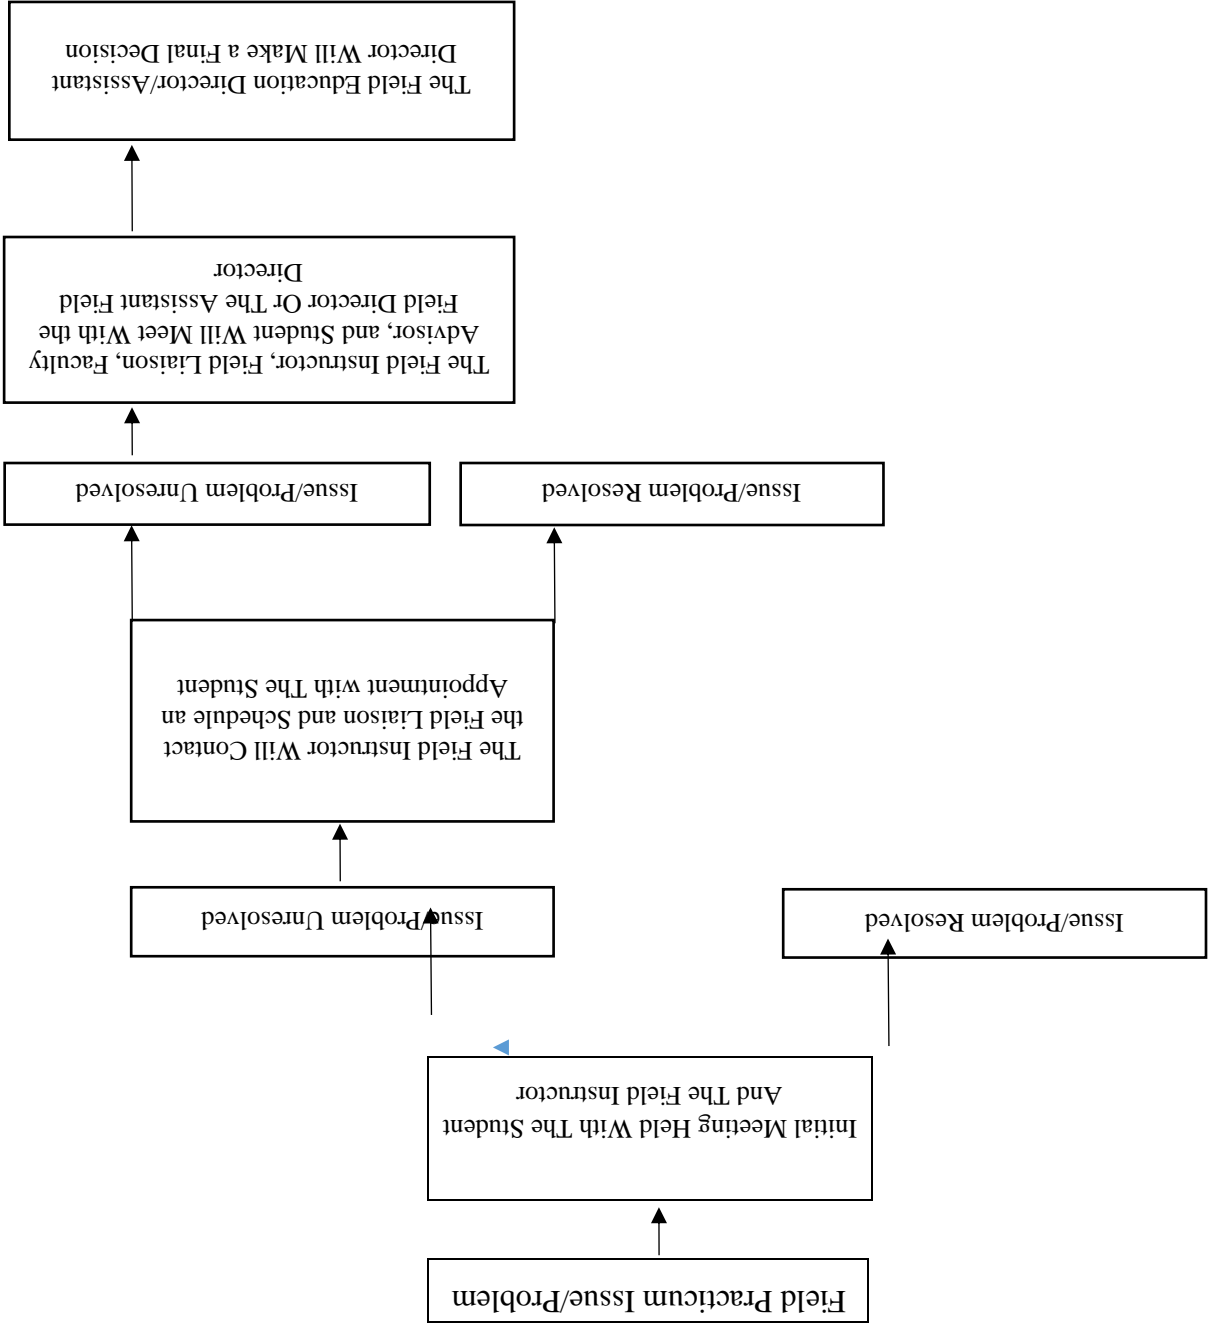 Field Practicum Issue/Problem
Initial Meeting Held With The Student
And The Field Instructor
Issue/Problem Resolved
Issue/Problem Unresolved
The Field Instructor Will Contact
the Field Liaison and Schedule an
Appointment with The Student
Issue/Problem Resolved
Issue/Problem Unresolved
The Field Instructor, Field Liaison, Faculty
Advisor, and Student Will Meet With the
Field Director Or The Assistant Field
Director
The Field Education Director/Assistant
Director Will Make a Final Decision